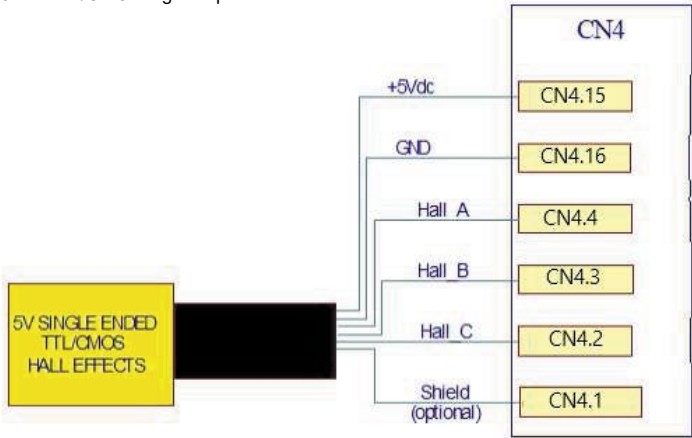 CN4
+5Vdc
CN4.15
GND
CN4.16
Hall_A
CN4.4
Hall_B
CN4.3
5V SINGLE ENDED
TTL/CMOS
HALL EFFECTS
Hall_C
CN4.2
Shield
(optional)
CN4.1